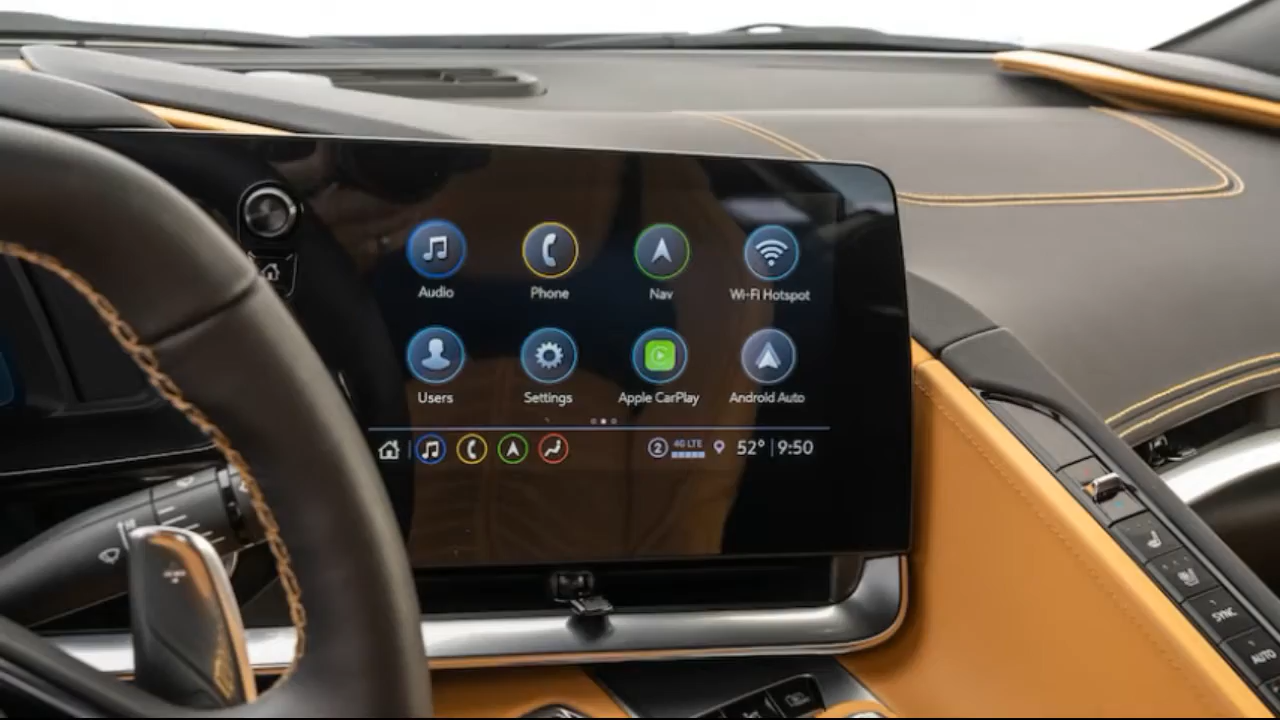 Audio
Phone
Nav
Wi-Fi Hotspot
Users
Settings
Apple CarPlay
Android Auto
2
4G LTE
52° 9:50
SYNC
AUTO